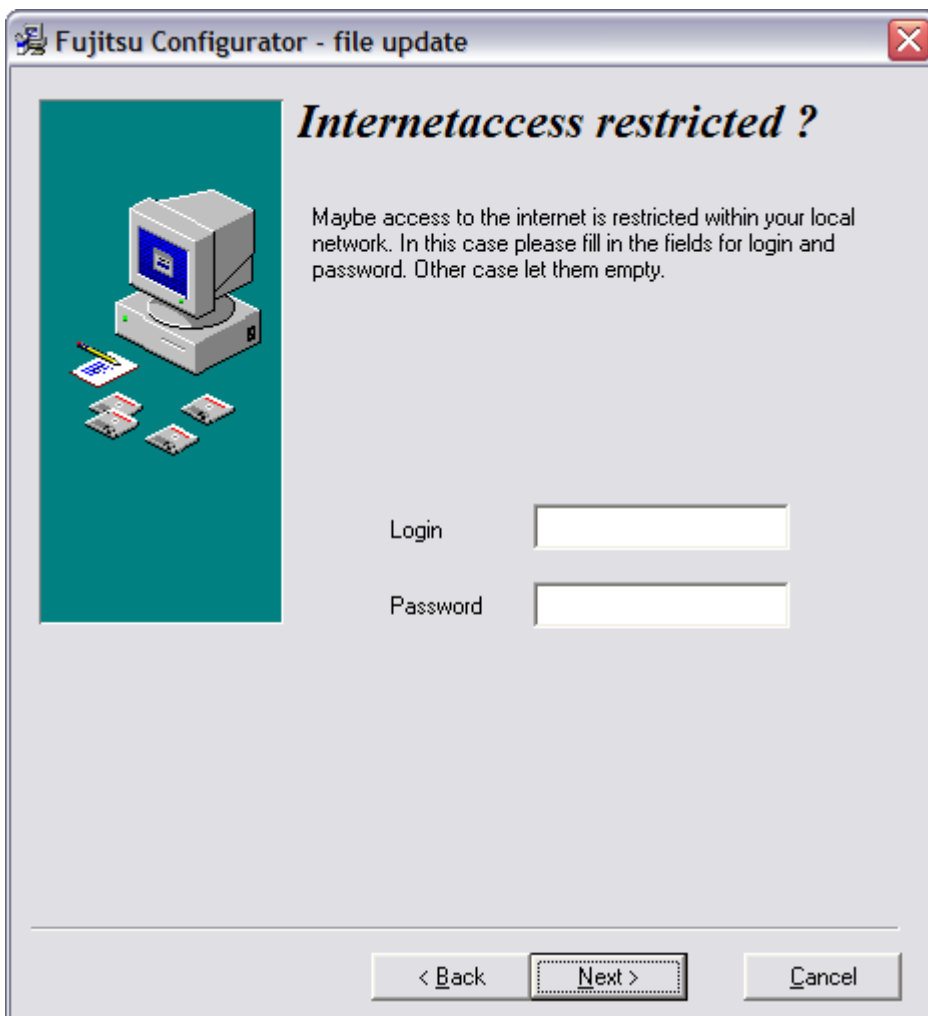 Fujitsu Configurator - file update
Internetaccess restricted ?
Maybe access to the internet is restricted within your local
network. In this case please fill in the fields for login and
password. Other case let them empty.
Login
Password
< Back
Next >
Cancel